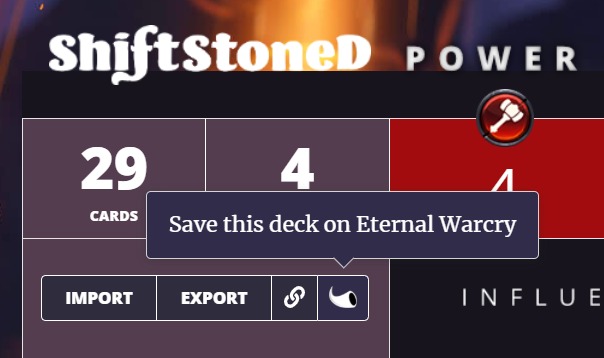 ShiftStoneD
POWER
29
4
4
CARDS
Save this deck on Eternal Warcry
IMPORT
EXPORT
INFLUE